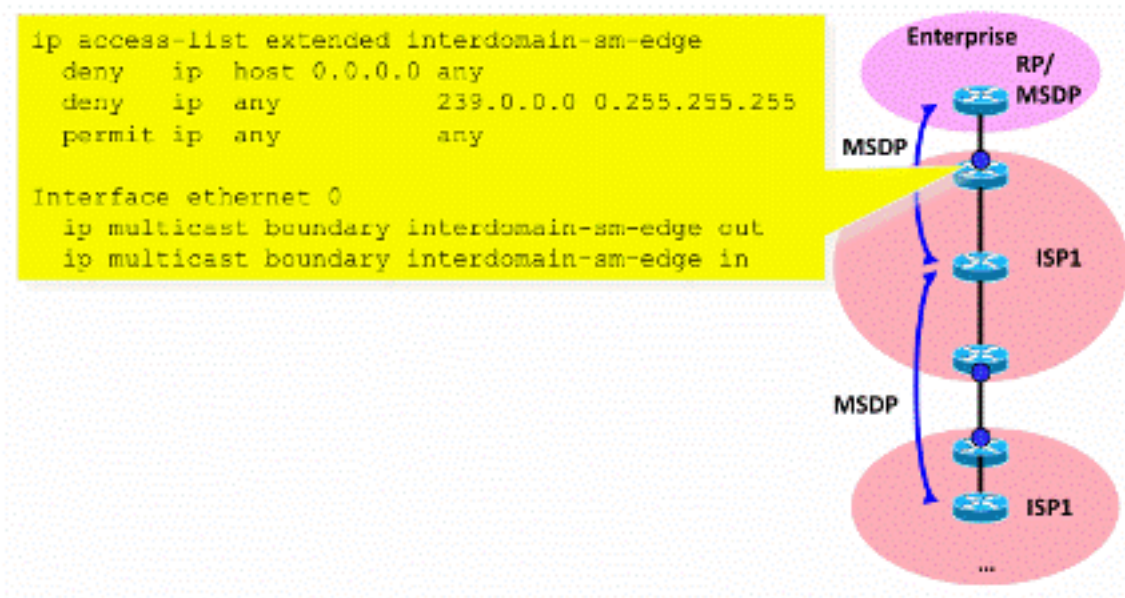 ip access-list extended interdomain-sm-edge
deny ip host 0.0.0.0 any
deny ip any 239.0.0.0 0.255.255.255
permit ip any any
Interface ethernet 0
ip multicast boundary interdomain-sm-edge out
ip multicast boundary interdomain-sm-edge in
Enterprise
RP/
MSDP
MSDP
ISP1
MSDP
ISP1
...